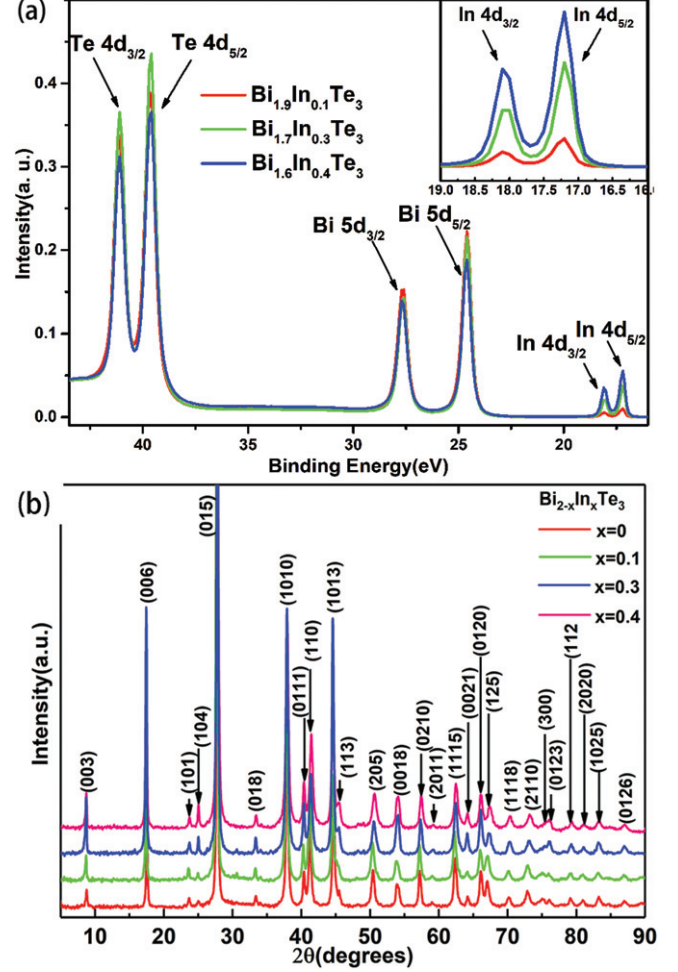 (a)
Te 4d3/2
Te 4d5/2
Bi1.9In0.1Te3
Bi1.7In0.3Te3
Bi1.6In0.4Te3
In 4d3/2
In 4d5/2
19.0 18.5 18.0 17.5 17.0 16.5 16.0
Bi 5d3/2
Bi 5d5/2
In 4d3/2
In 4d5/2
0.4
0.3
0.2
0.1
0.0
Intensity(a. u.)
40 30 25 20
Binding Energy(eV)
(b)
Bi2-xInxTe3
x=0
x=0.1
x=0.3
x=0.4
Intensity(a.u.)
(003)
(006)
(101)
(104)
(015)
(018)
(1010)
(0111)
(110)
(1013)
(113)
(205)
(0018)
(0210)
(2011)
(1115)
(0021)
(0120)
(125)
(1118)
(2110)
(300)
(0123)
(112
(2020)
(1025)
(0126)
10 20 30 40 50 60 70 80 90
2θ(degrees)